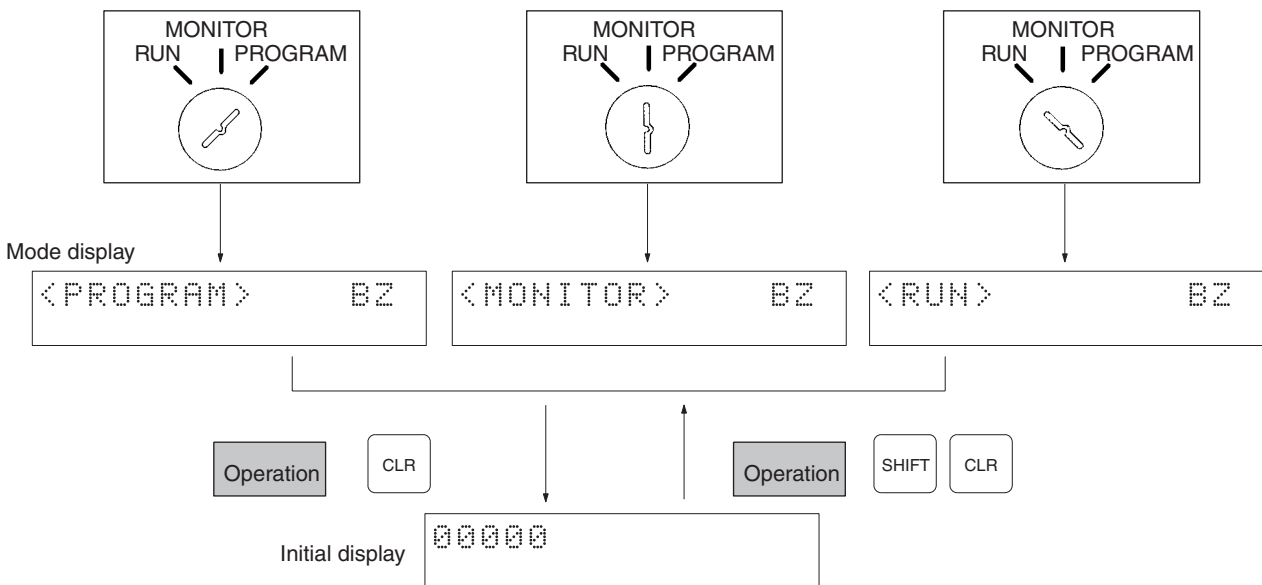 MONITOR
RUN PROGRAM
MONITOR
RUN PROGRAM
MONITOR
RUN PROGRAM
Mode display
<PROGRAM> BZ
<MONITOR> BZ
<RUN> BZ
Operation CLR
Operation SHIFT CLR
Initial display
00000